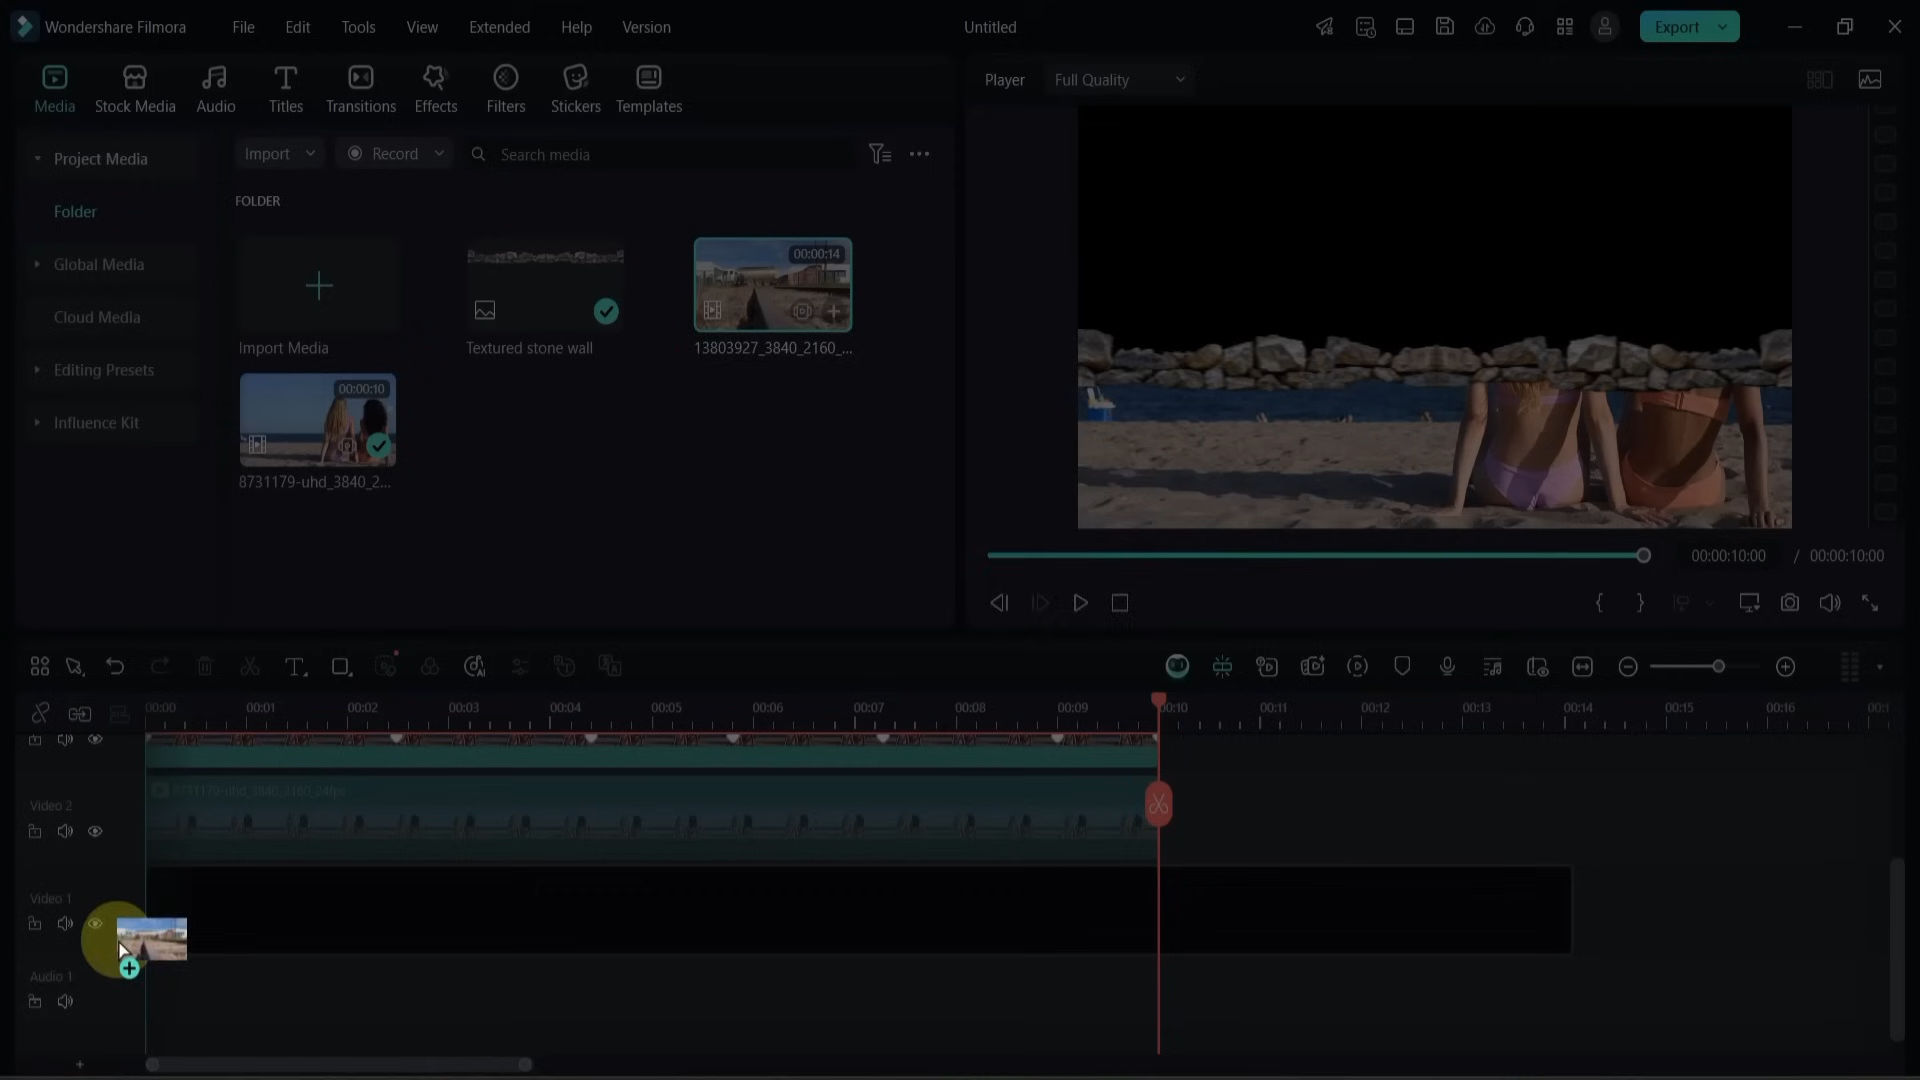 Wondershare Filmora File Edit Tools View Extended Help Version Untitled Export
Media Stock Media Audio Titles Transitions Effects Filters Stickers Templates
Player Full Quality
Project Media
Folder
Global Media
Cloud Media
Editing Presets
Influence Kit
Import Record Search media
FOLDER
Import Media
Textured stone wall
00:00:14
13803927_3840_2160_...
00:00:10
8731179-uhd_3840_2...
00:00:10:00 / 00:00:10:00
00:00 00:01 00:02 00:03 00:04 00:05 00:06 00:07 00:08 00:09 00:10 00:11 00:12 00:13 00:14 00:15 00:16
8731179-uhd_3840_2160_24fps
Video 2
Video 1
Audio 1